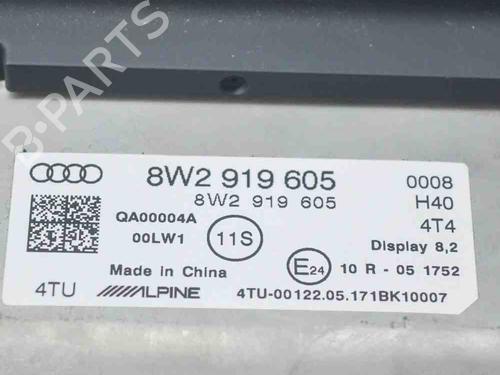 B-PARTS
8W2 919 605
8W2 919 605
0008
H40
4T4
Display 8,2
QA00004A
00LW1
11S
E24
10 R - 05 1752
Made in China
4TU
ALPINE
4TU-00122.05.171BK10007